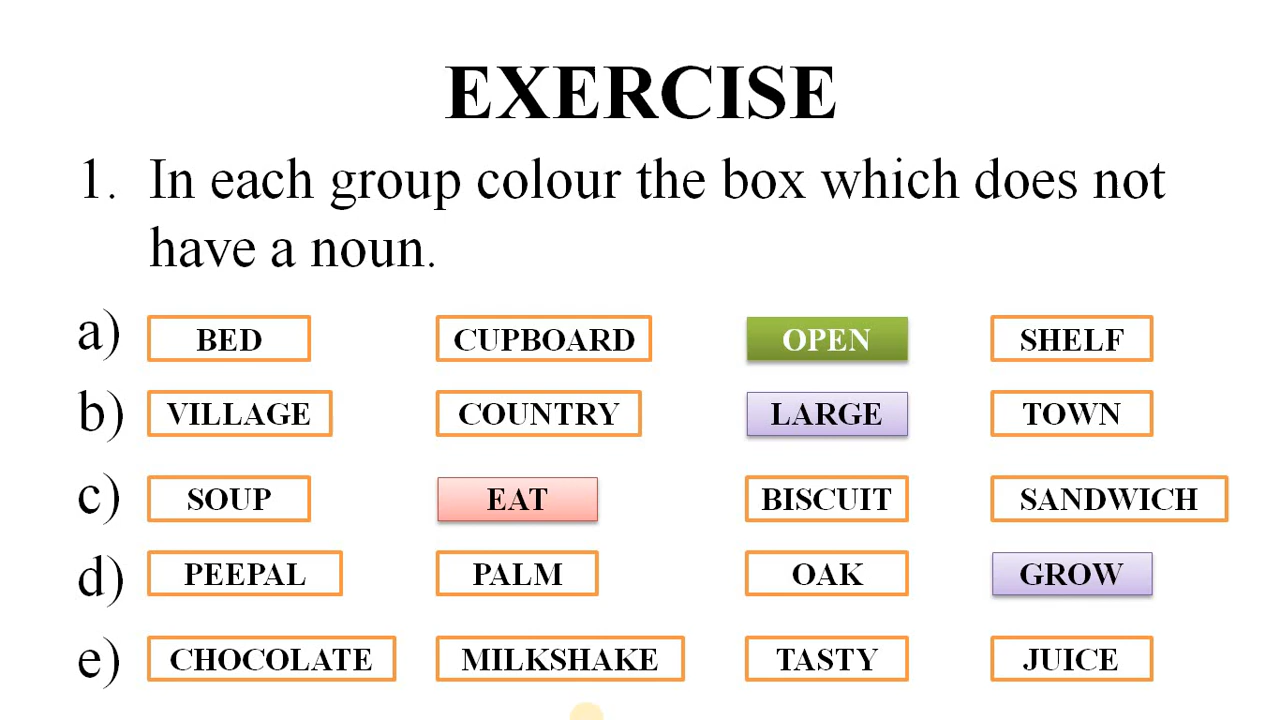 EXERCISE
1. In each group colour the box which does not
have a noun.
a) BED CUPBOARD OPEN SHELF
b) VILLAGE COUNTRY LARGE TOWN
c) SOUP EAT BISCUIT SANDWICH
d) PEEPAL PALM OAK GROW
e) CHOCOLATE MILKSHAKE TASTY JUICE